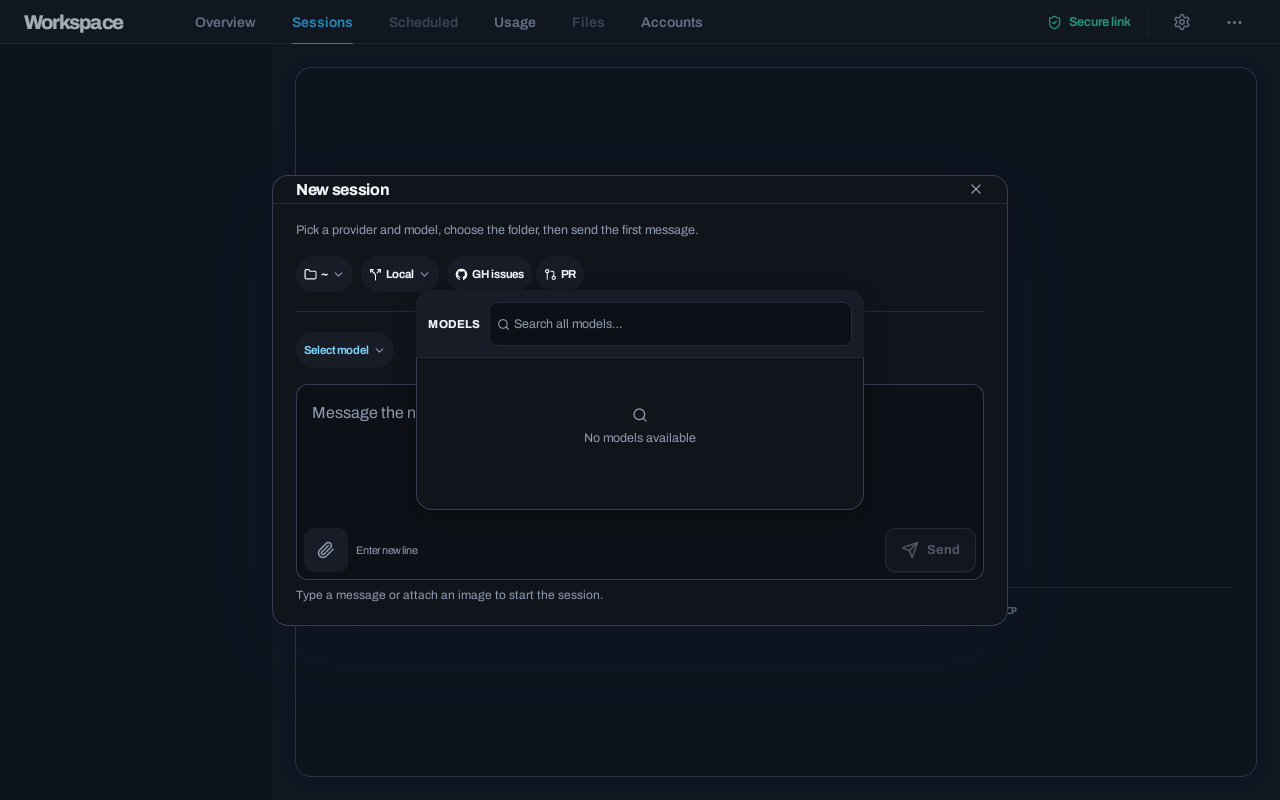 Workspace
Overview
Sessions
Scheduled
Usage
Files
Accounts
Secure link
New session
Pick a provider and model, choose the folder, then send the first message.
~
Local
GH issues
PR
MODELS
Search all models...
Select model
No models available
Message the n
Enter new line
Send
Type a message or attach an image to start the session.